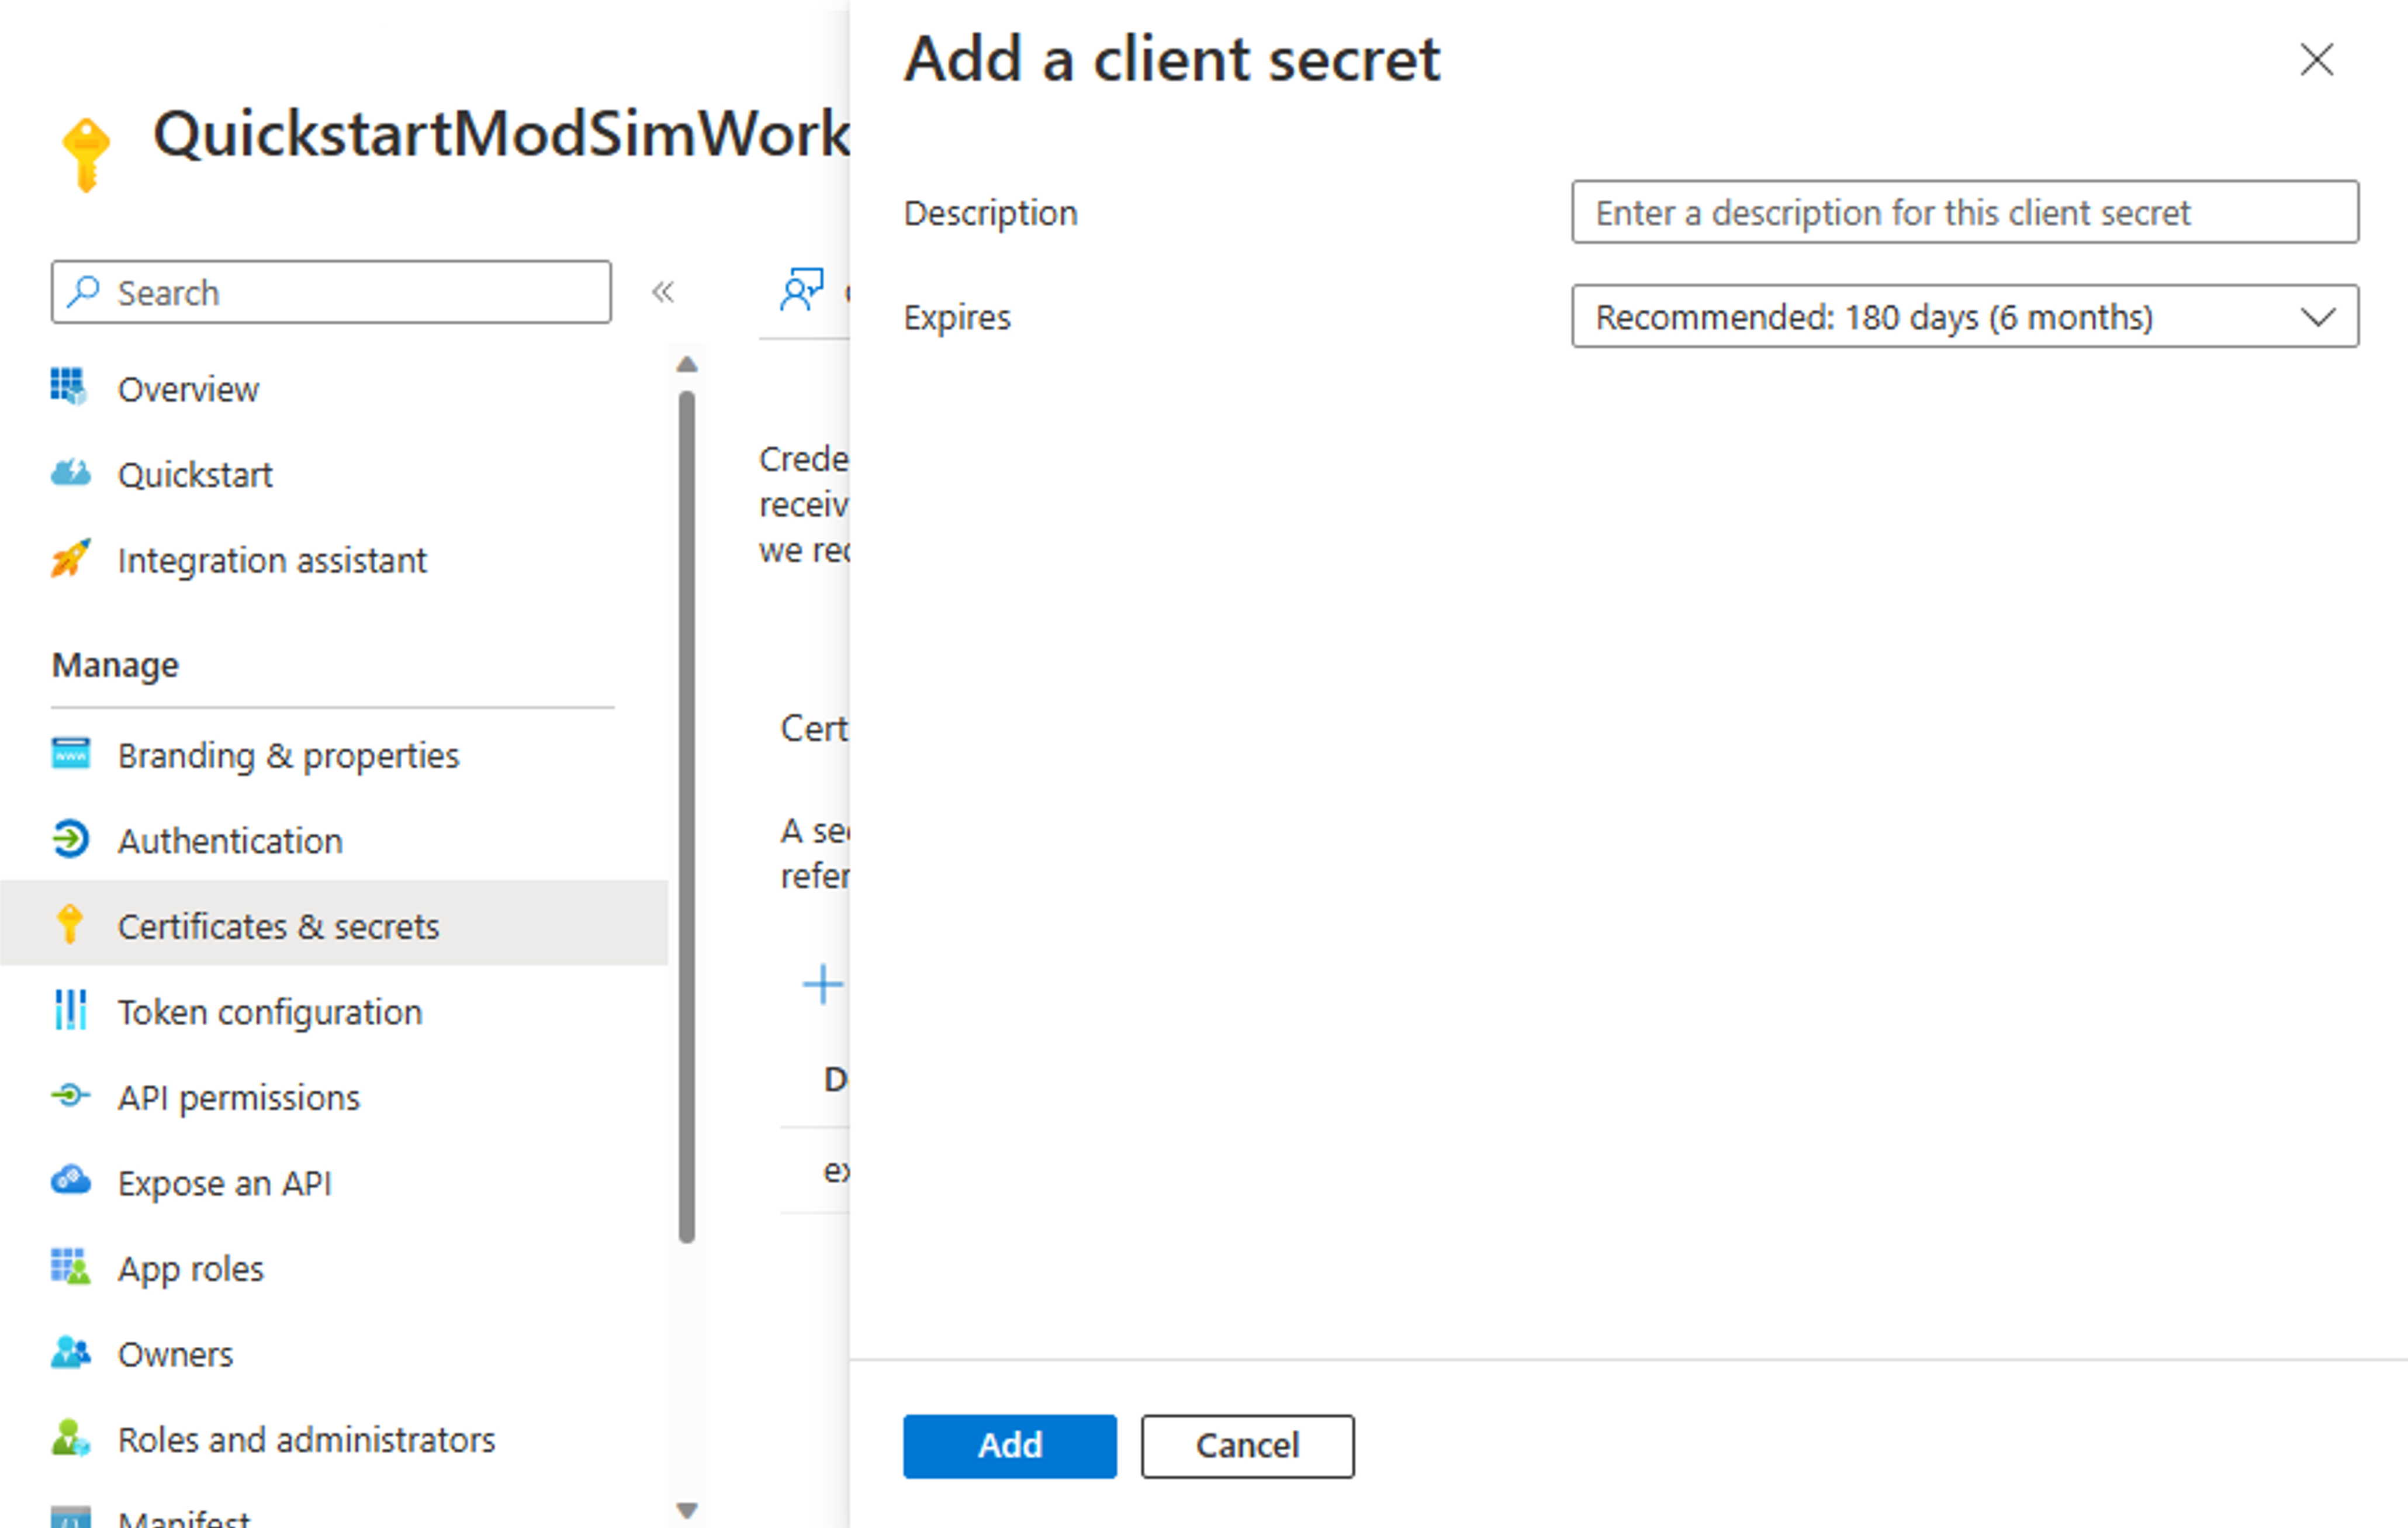 QuickstartModSimWork
Search
Overview
Quickstart
Integration assistant
Manage
Branding & properties
Authentication
Certificates & secrets
Token configuration
API permissions
Expose an API
App roles
Owners
Roles and administrators
Manifest
Crede
receiv
we rec
Cert
A se
refer
D
ex
Add a client secret
Description
Enter a description for this client secret
Expires
Recommended: 180 days (6 months)
Add
Cancel